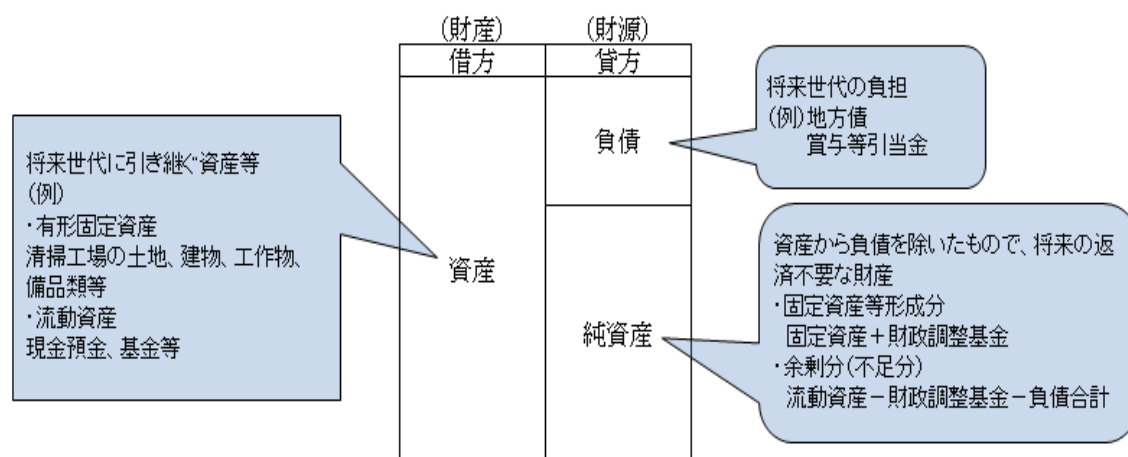 (財産)
(財源)
借方
貸方
資産
負債
純資産
将来世代に引き継ぐ資産等
(例)
・有形固定資産
清掃工場の土地、建物、工作物、
備品類等
・流動資産
現金預金、基金等
将来世代の負担
(例)地方債
賞与等引当金
資産から負債を除いたもので、将来の返
済不要な財産
・固定資産等形成分
固定資産+財政調整基金
・余剰分(不足分)
流動資産-財政調整基金-負債合計